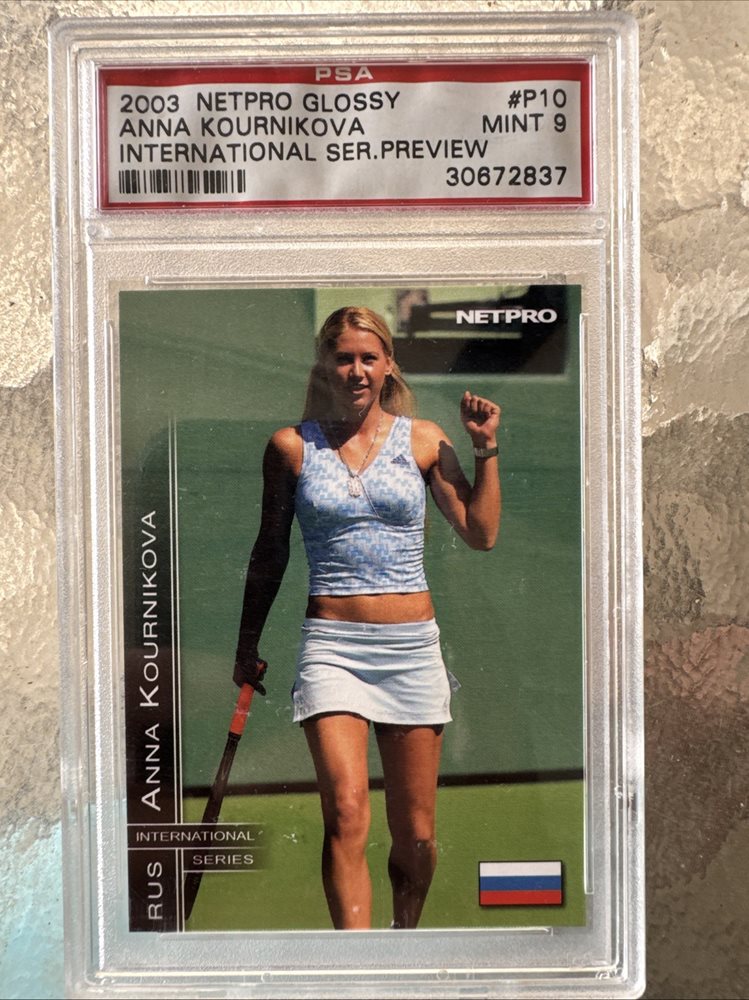 PSA
2003 NETPRO GLOSSY #P10
ANNA KOURNIKOVA MINT 9
INTERNATIONAL SER.PREVIEW
30672837
NETPRO
RUS ANNA KOURNIKOVA
INTERNATIONAL
SERIES